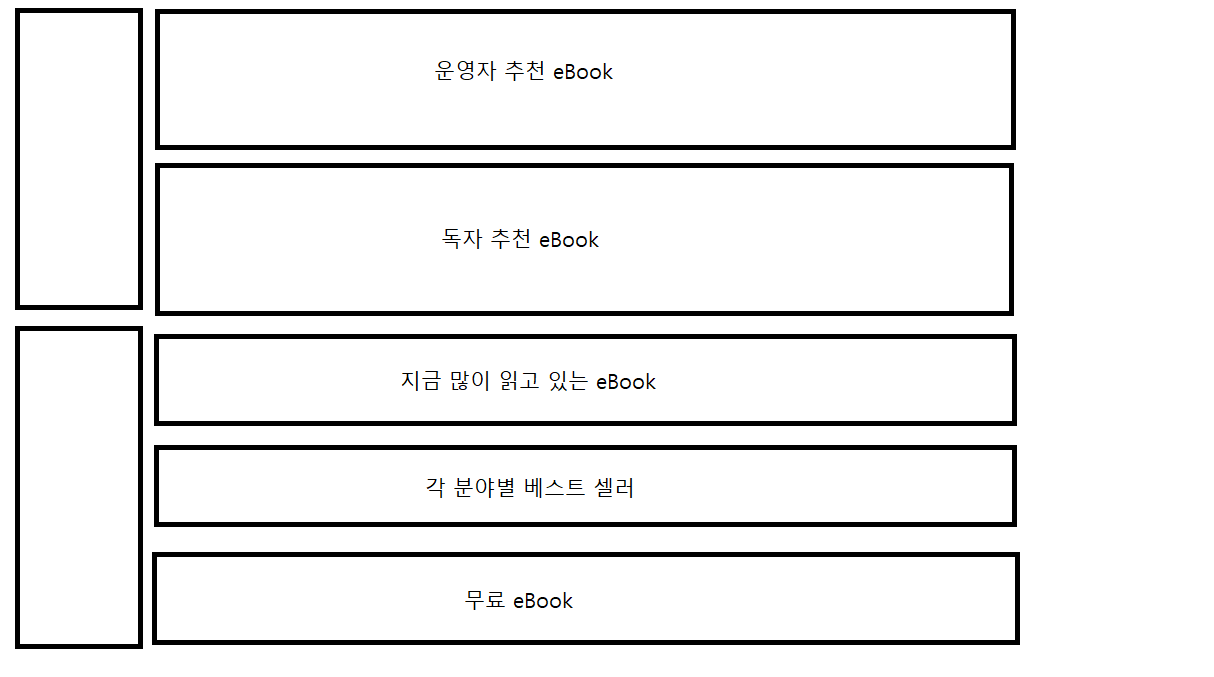 운영자 추천 eBook
독자 추천 eBook
지금 많이 읽고 있는 eBook
각 분야별 베스트 셀러
무료 eBook